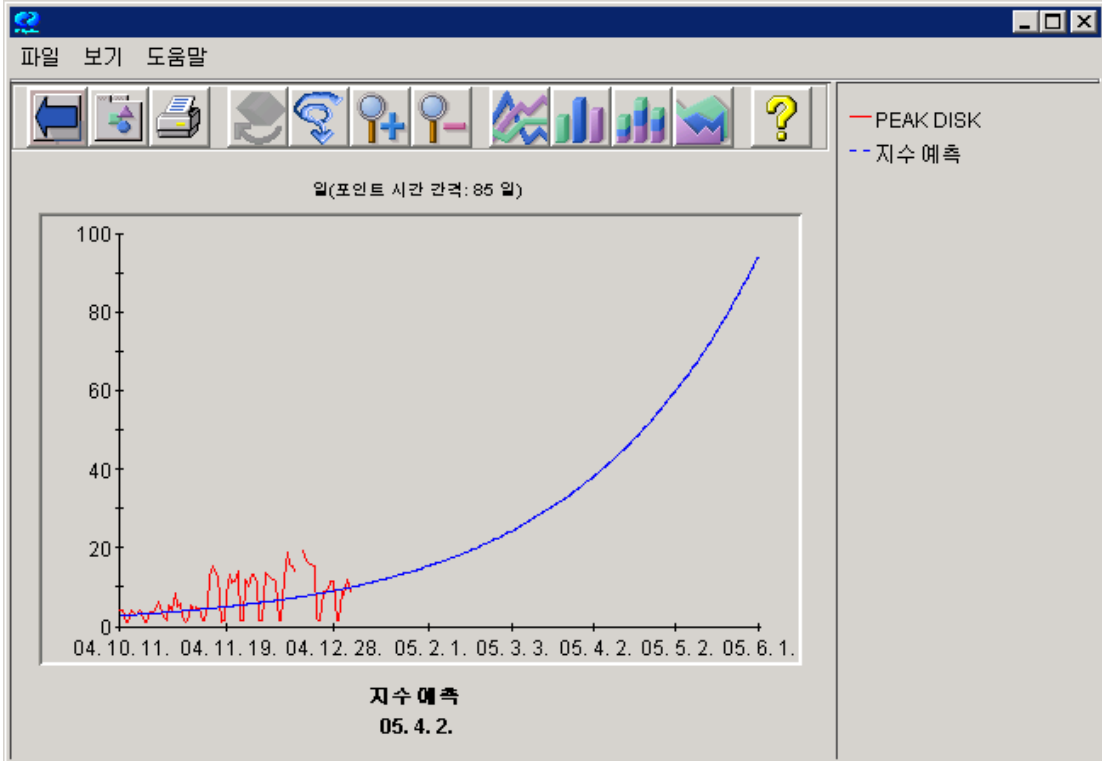 파일 보기 도움말
일(포인트 시간 간격: 85 일)
100
80
60
40
20
0
04. 10. 11. 04. 11. 19. 04. 12. 28. 05. 2. 1. 05. 3. 3. 05. 4. 2. 05. 5. 2. 05. 6. 1.
지수 예측
05. 4. 2.
PEAK DISK
지수 예측